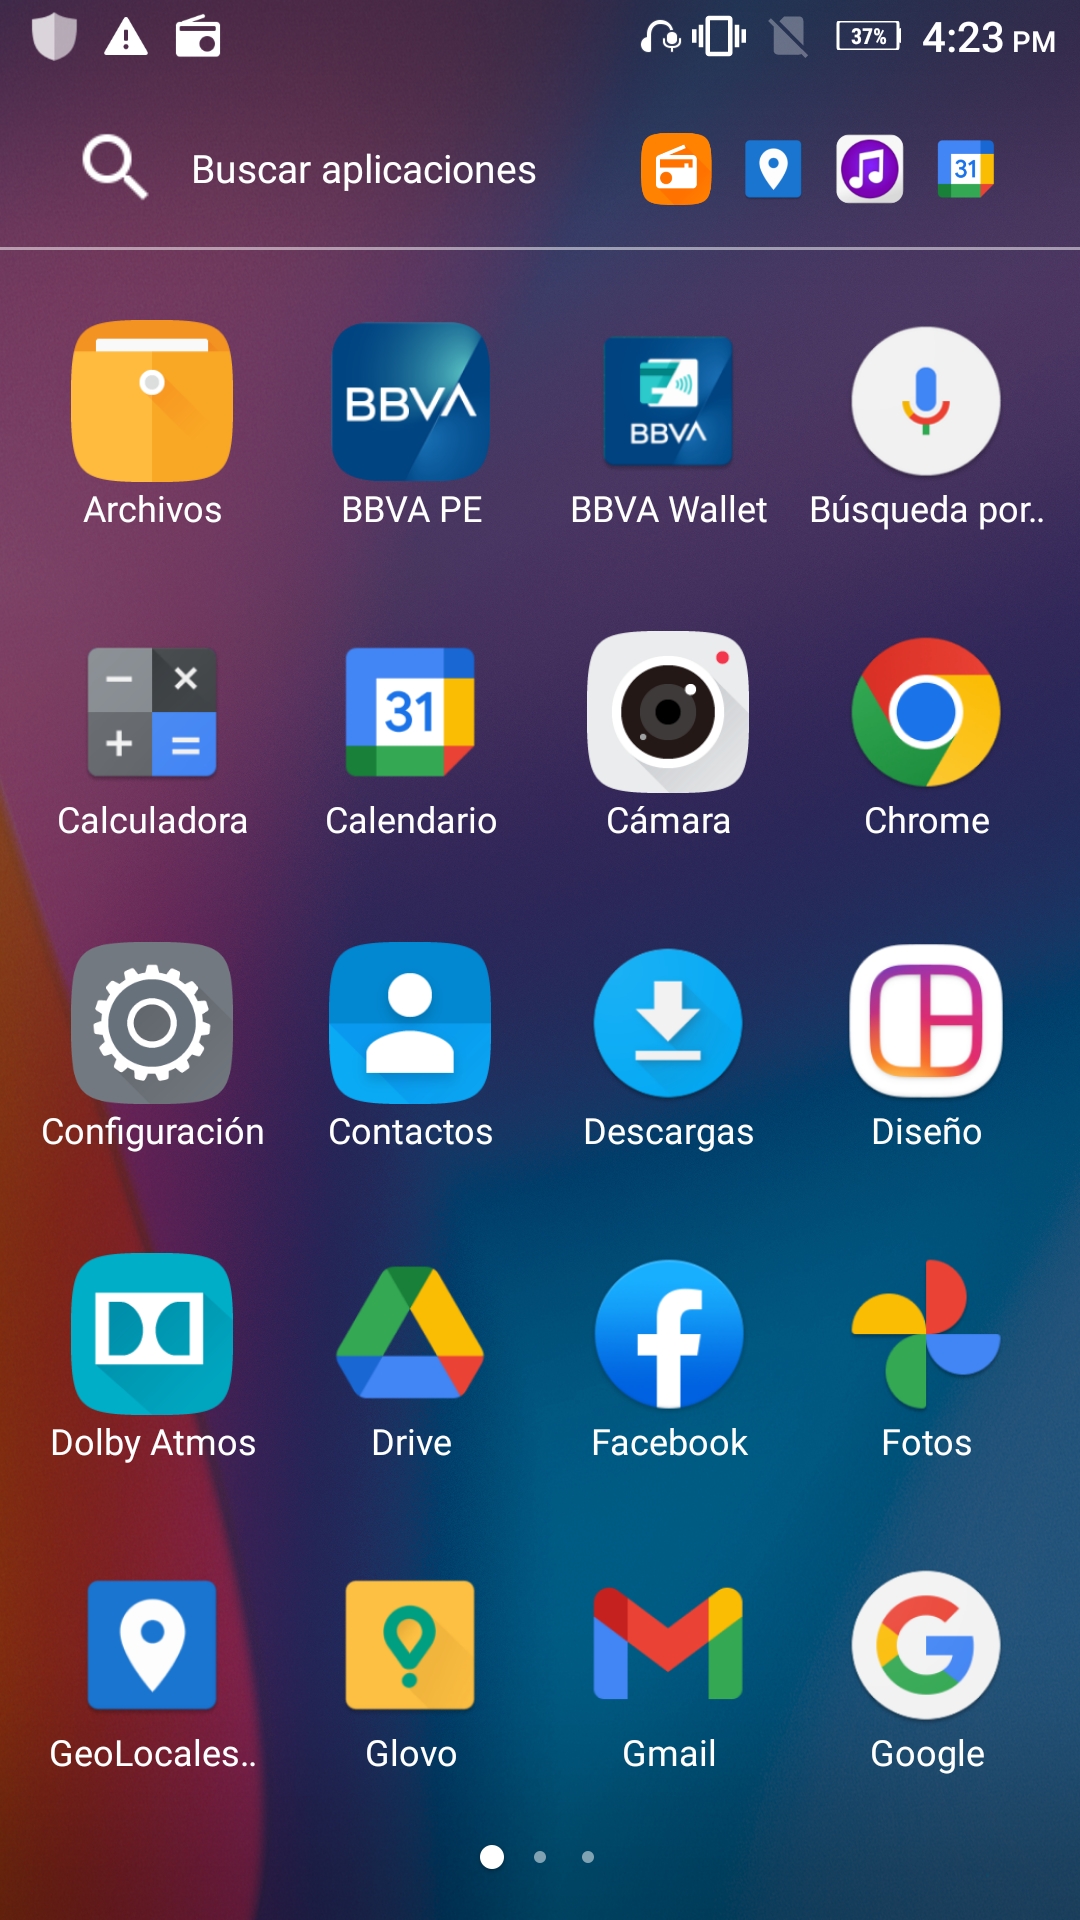 37% 4:23 PM
Buscar aplicaciones
31
BBVA
BBVA
Archivos
BBVA PE
BBVA Wallet
Búsqueda por..
31
Calculadora
Calendario
Cámara
Chrome
Configuración
Contactos
Descargas
Diseño
Dolby Atmos
Drive
Facebook
Fotos
GeoLocales..
Glovo
Gmail
Google